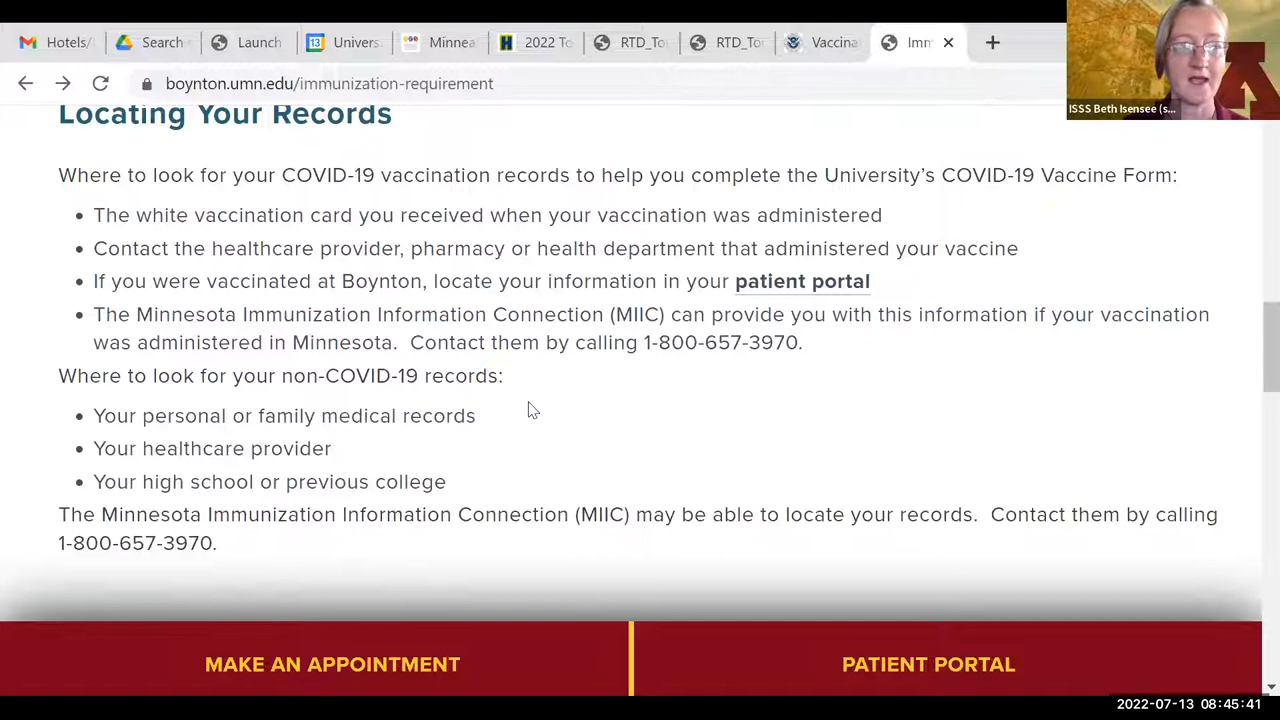 Hotels/
Search
Launch
13
Univers
Minnea
H
2022 To
RTD_To
RTD_To
Vaccina
Imm
boynton.umn.edu/immunization-requirement
ISSS Beth Isensee (s...
Locating Your Records
Where to look for your COVID-19 vaccination records to help you complete the University's COVID-19 Vaccine Form:
• The white vaccination card you received when your vaccination was administered
• Contact the healthcare provider, pharmacy or health department that administered your vaccine
• If you were vaccinated at Boynton, locate your information in your patient portal
• The Minnesota Immunization Information Connection (MIIC) can provide you with this information if your vaccination
was administered in Minnesota.  Contact them by calling 1-800-657-3970.
Where to look for your non-COVID-19 records:
• Your personal or family medical records
• Your healthcare provider
• Your high school or previous college
The Minnesota Immunization Information Connection (MIIC) may be able to locate your records.  Contact them by calling
1-800-657-3970.
MAKE AN APPOINTMENT
PATIENT PORTAL
2022-07-13 08:45:41